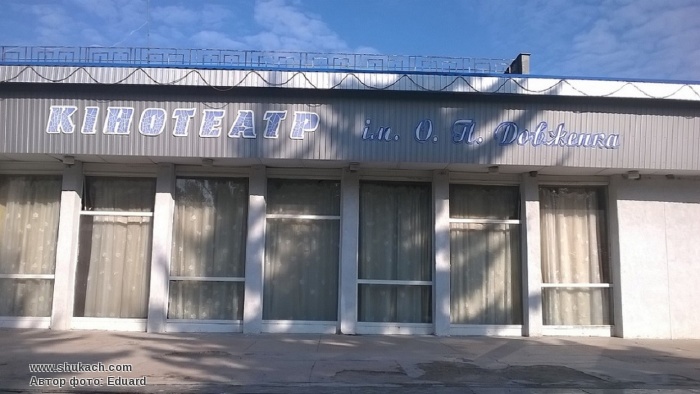 КІНОТЕАТР ім. О. П. Довженка
www.shukach.com
Автор фото: Eduard